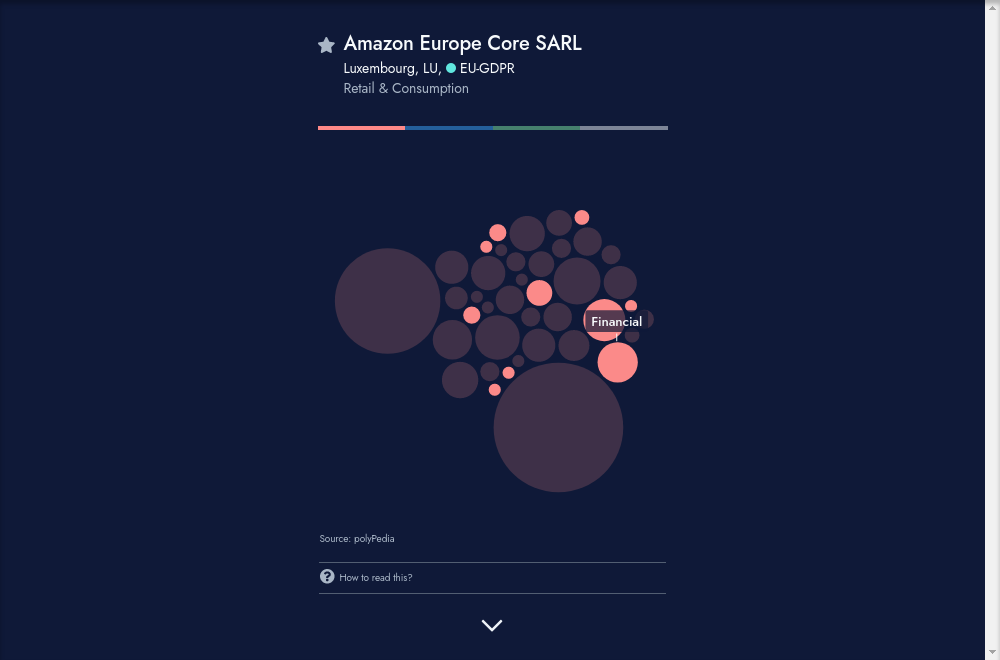 Amazon Europe Core SARL
Luxembourg, LU, EU-GDPR
Retail & Consumption
Financial
Source: polyPedia
? How to read this?